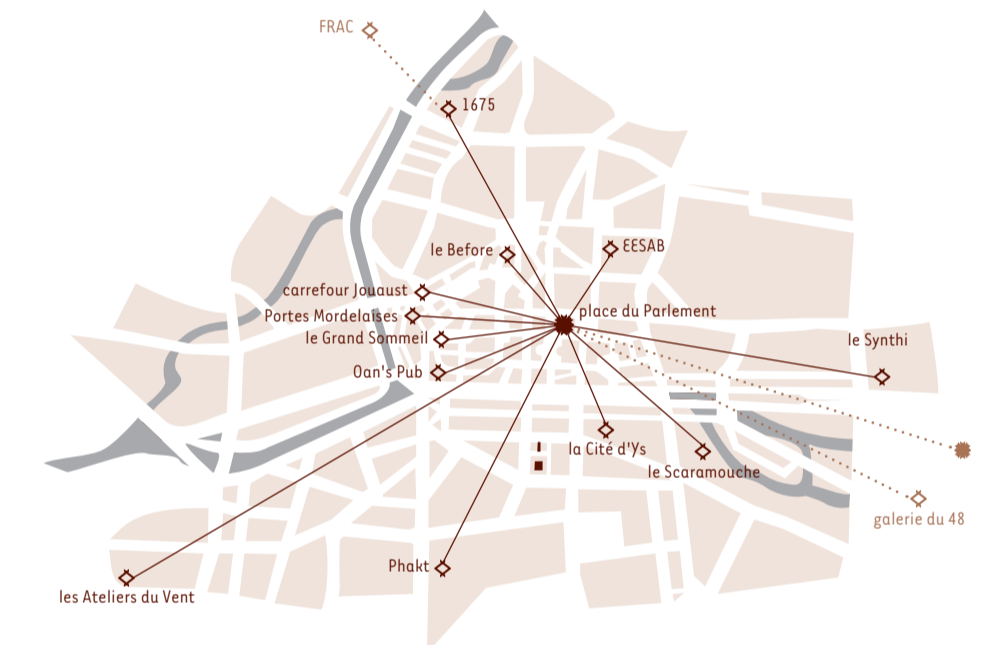 FRAC
1675
le Before
EESAB
carrefour Jouaust
place du Parlement
Portes Mordelaises
le Grand Sommeil
le Synthi
Oan's Pub
la Cité d'Ys
le Scaramouche
galerie du 48
Phakt
les Ateliers du Vent